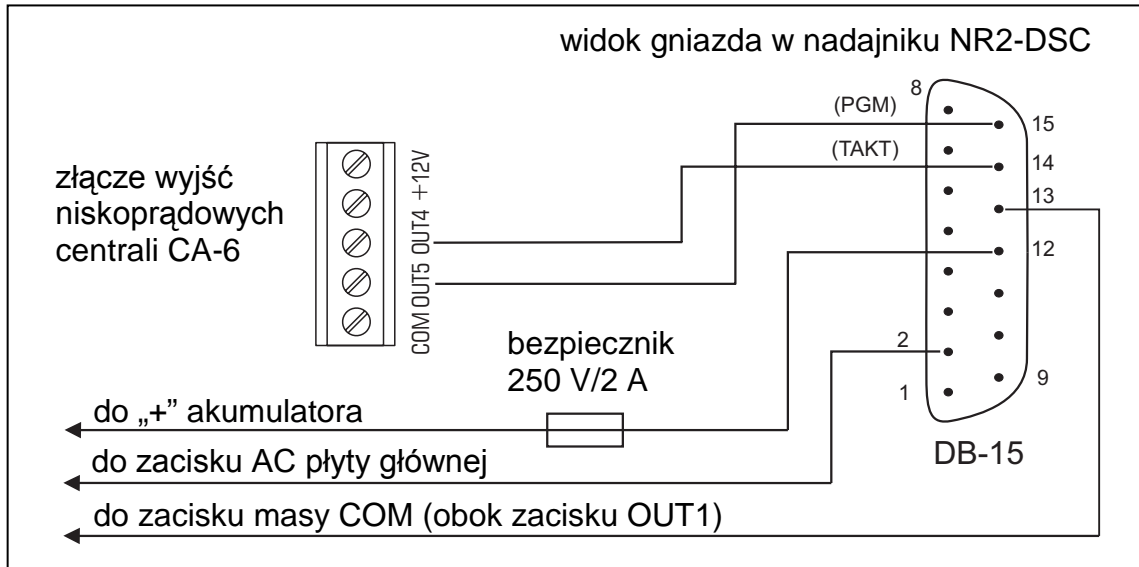 widok gniazda w nadajniku NR2-DSC
8
(PGM)
15
(TAKT)
14
13
12
złącze wyjść
niskoprądowych
centrali CA-6
COM OUT5 OUT4 +12V
bezpiecznik
250 V/2 A
2
1
9
DB-15
do „+” akumulatora
do zacisku AC płyty głównej
do zacisku masy COM (obok zacisku OUT1)